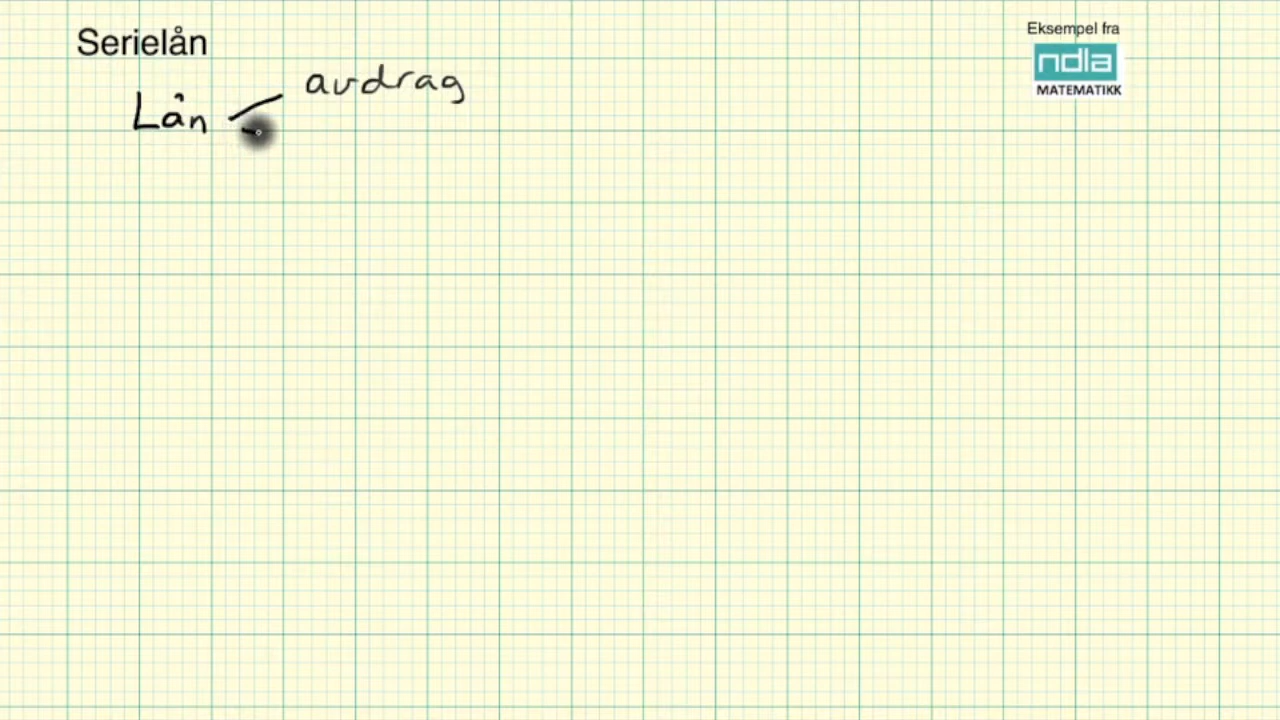 Serielån
Eksempel fra
ndla
MATEMATIKK
avdrag
Lån